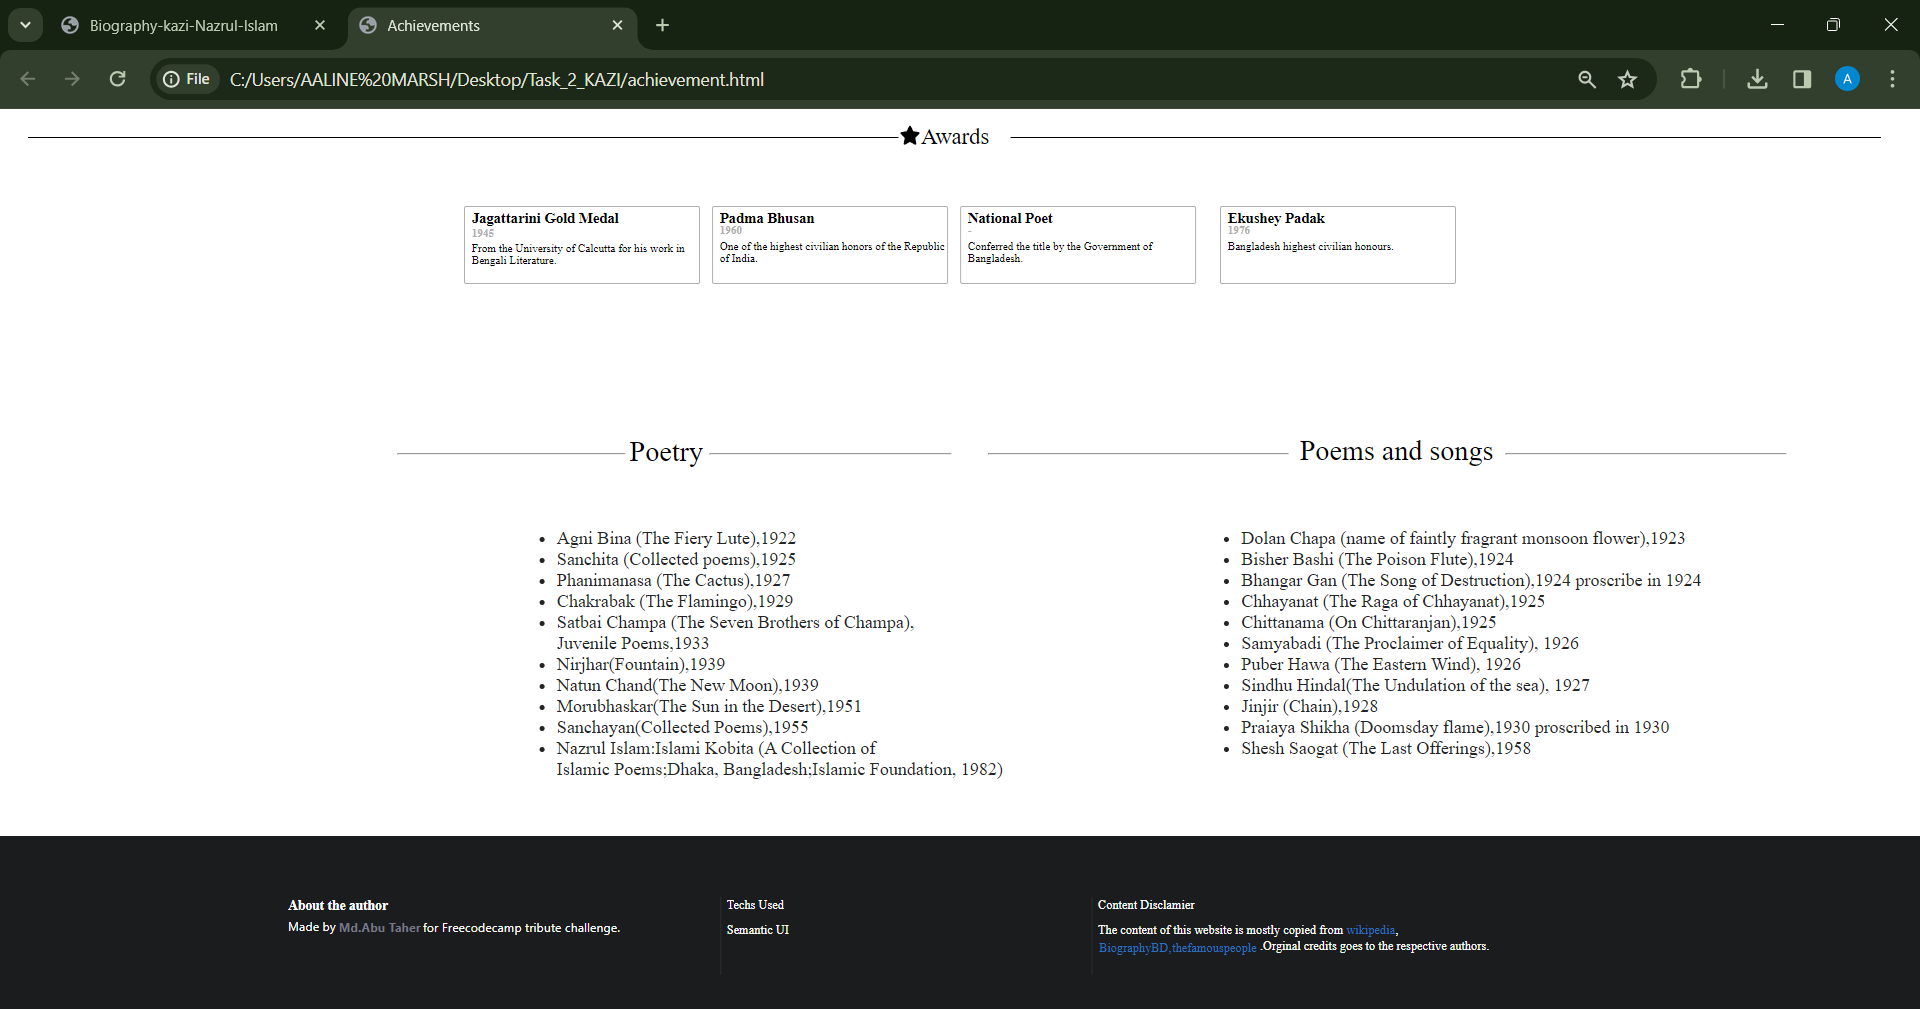 Biography-kazi-Nazrul-Islam
Achievements
File
C:/Users/AALINE%20MARSH/Desktop/Task_2_KAZI/achievement.html
A
Awards
Jagattarini Gold Medal
1945
From the University of Calcutta for his work in
Bengali Literature.
Padma Bhusan
1960
One of the highest civilian honors of the Republic
of India.
National Poet
-
Conferred the title by the Government of
Bangladesh.
Ekushey Padak
1976
Bangladesh highest civilian honours.
Poetry
Agni Bina (The Fiery Lute),1922
Sanchita (Collected poems),1925
Phanimanasa (The Cactus),1927
Chakrabak (The Flamingo),1929
Satbai Champa (The Seven Brothers of Champa),
Juvenile Poems,1933
Nirjhar(Fountain),1939
Natun Chand(The New Moon),1939
Morubhaskar(The Sun in the Desert),1951
Sanchayan(Collected Poems),1955
Nazrul Islam:Islami Kobita (A Collection of
Islamic Poems;Dhaka, Bangladesh;Islamic Foundation, 1982)
Poems and songs
Dolan Chapa (name of faintly fragrant monsoon flower),1923
Bisher Bashi (The Poison Flute),1924
Bhangar Gan (The Song of Destruction),1924 proscribe in 1924
Chhayanat (The Raga of Chhayanat),1925
Chittanama (On Chittaranjan),1925
Samyabadi (The Proclaimer of Equality), 1926
Puber Hawa (The Eastern Wind), 1926
Sindhu Hindal(The Undulation of the sea), 1927
Jinjir (Chain),1928
Praiaya Shikha (Doomsday flame),1930 proscribed in 1930
Shesh Saogat (The Last Offerings),1958
About the author
Made by Md.Abu Taher for Freecodecamp tribute challenge.
Techs Used
Semantic UI
Content Disclamier
The content of this website is mostly copied from wikipedia,
BiographyBD,thefamouspeople .Orginal credits goes to the respective authors.